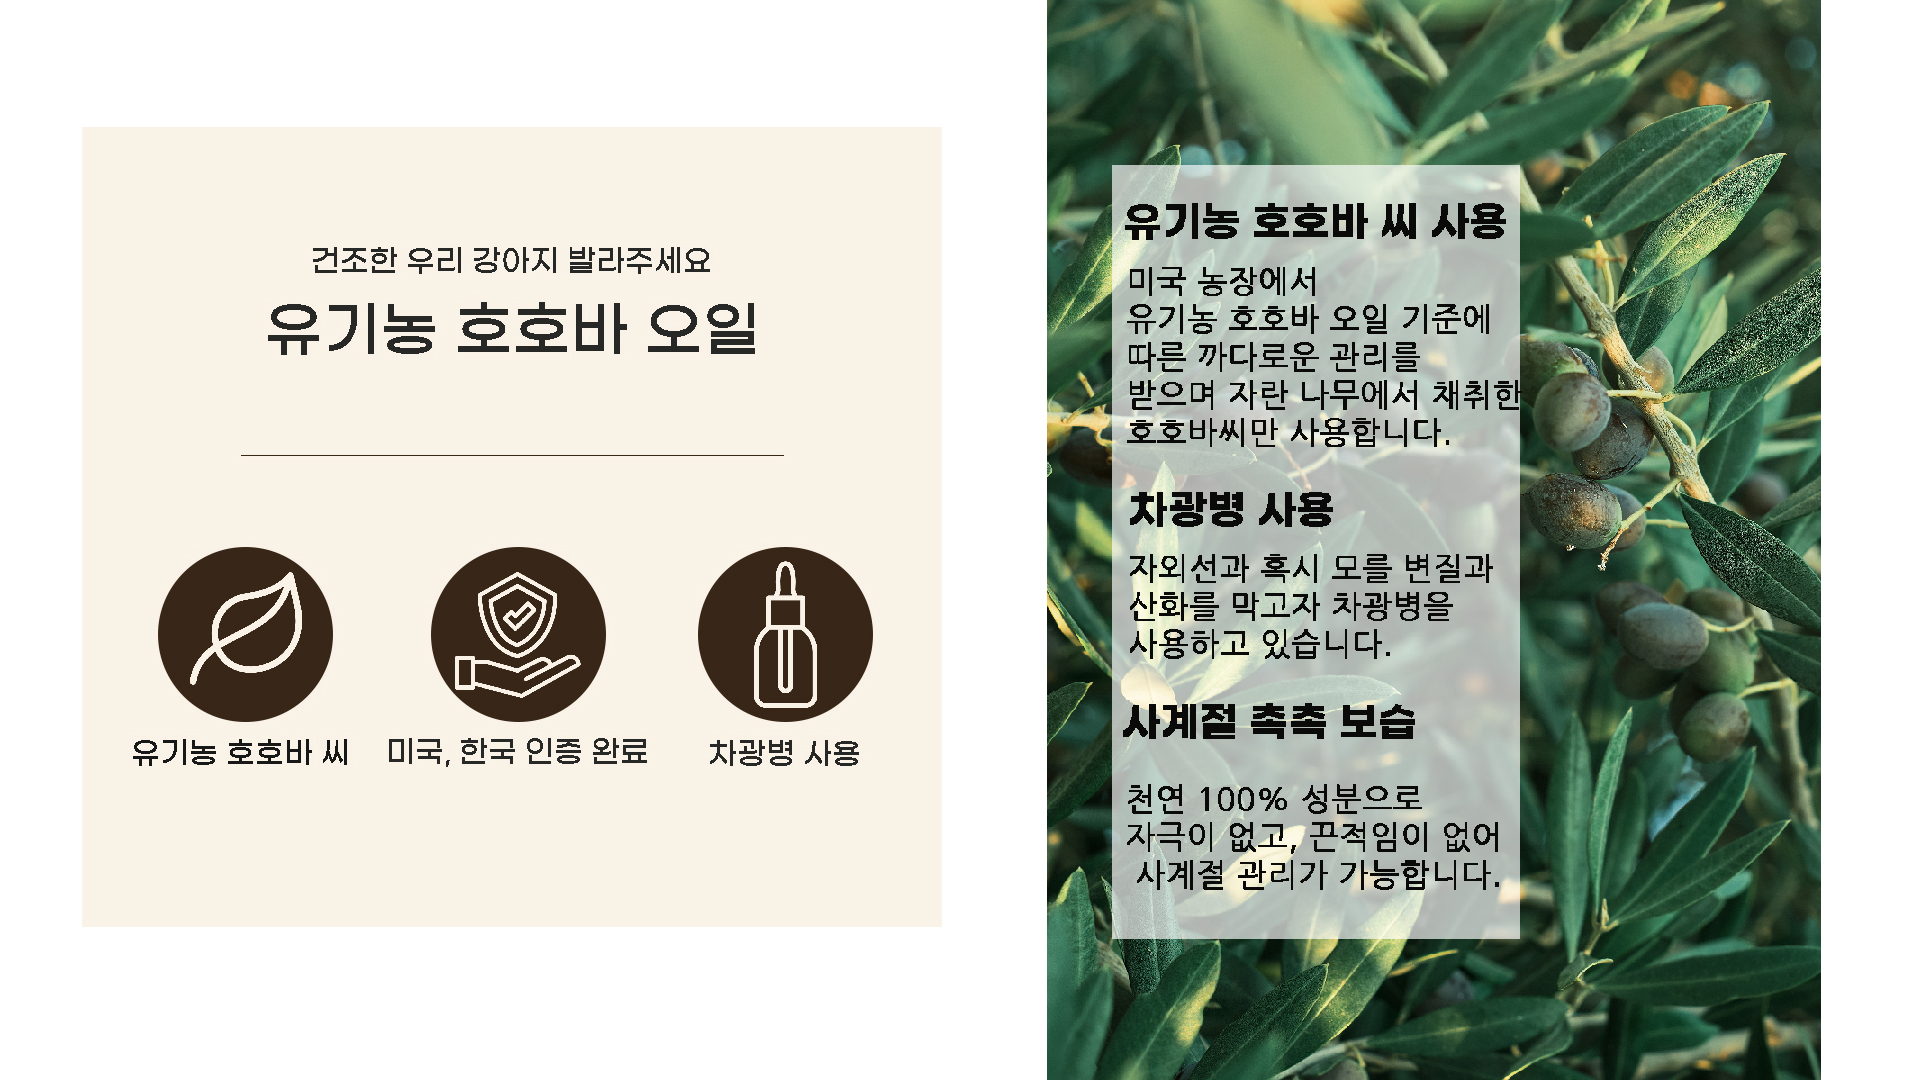 건조한 우리 강아지 발라주세요
유기농 호호바 오일
유기농 호호바 씨
미국, 한국 인증 완료
차광병 사용
유기농 호호바 씨 사용
미국 농장에서
유기농 호호바 오일 기준에
따른 까다로운 관리를
받으며 자란 나무에서 채취한
호호바씨만 사용합니다.
차광병 사용
자외선과 혹시 모를 변질과
산화를 막고자 차광병을
사용하고 있습니다.
사계절 촉촉 보습
천연 100% 성분으로
자극이 없고, 끈적임이 없어
사계절 관리가 가능합니다.